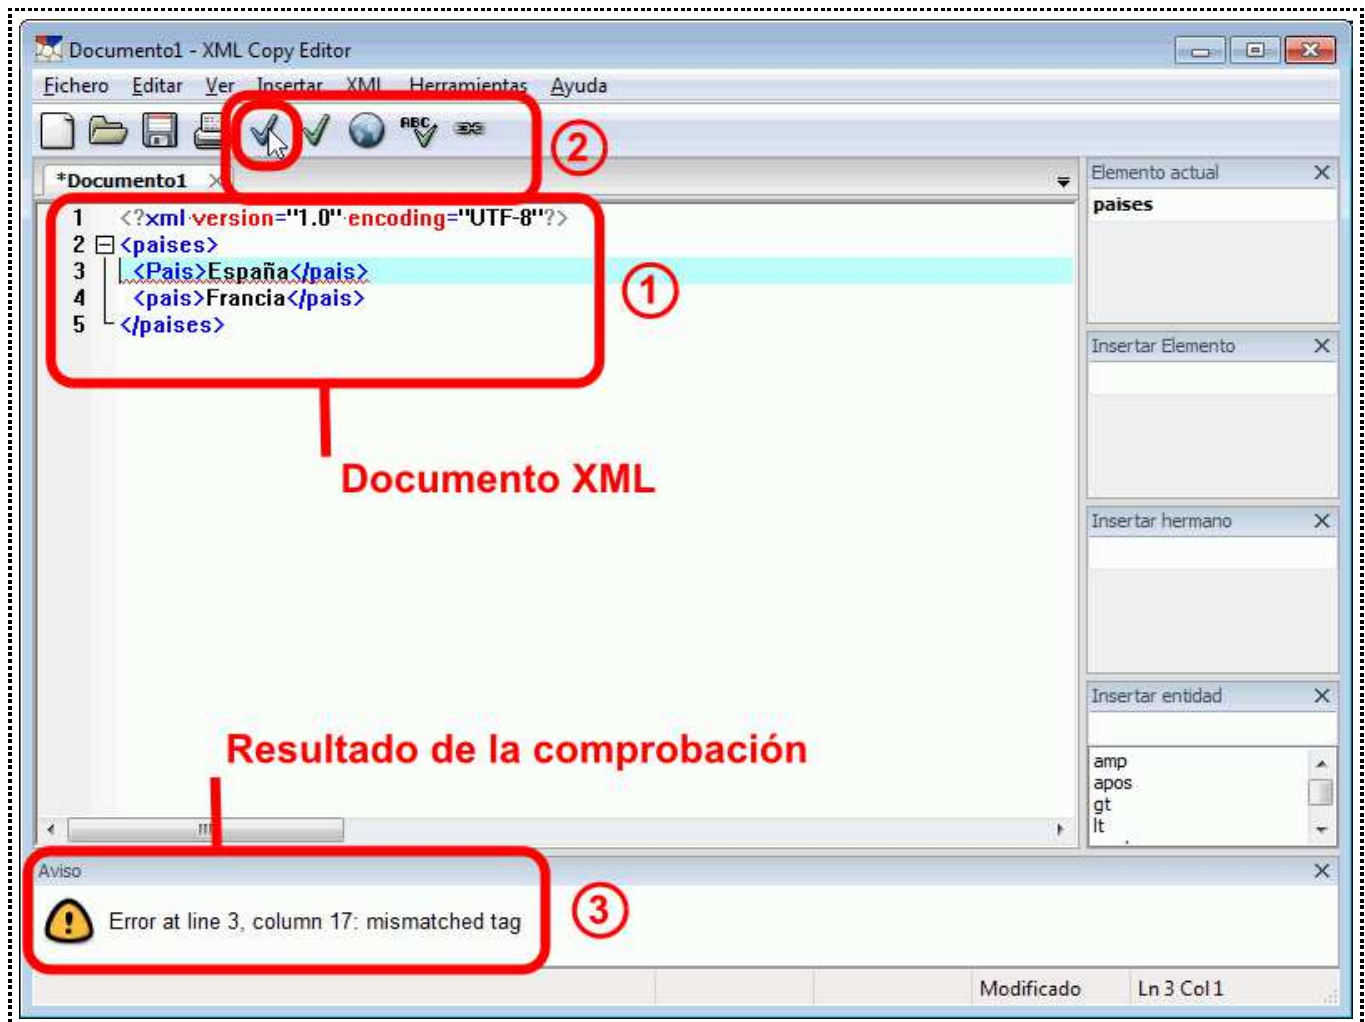 Documento1 - XML Copy Editor
Fichero Editar Ver Insertar XML Herramientas Ayuda
ABC
2
*Documento1
Elemento actual
paises
1 <?xml version="1.0" encoding="UTF-8"?>
2 <paises>
3 <Pais>España</pais>
4 <pais>Francia</pais>
5 </paises>
1
Insertar Elemento
Documento XML
Insertar hermano
Insertar entidad
Resultado de la comprobación
amp
apos
gt
lt
Aviso
Error at line 3, column 17: mismatched tag
3
Modificado Ln 3 Col 1